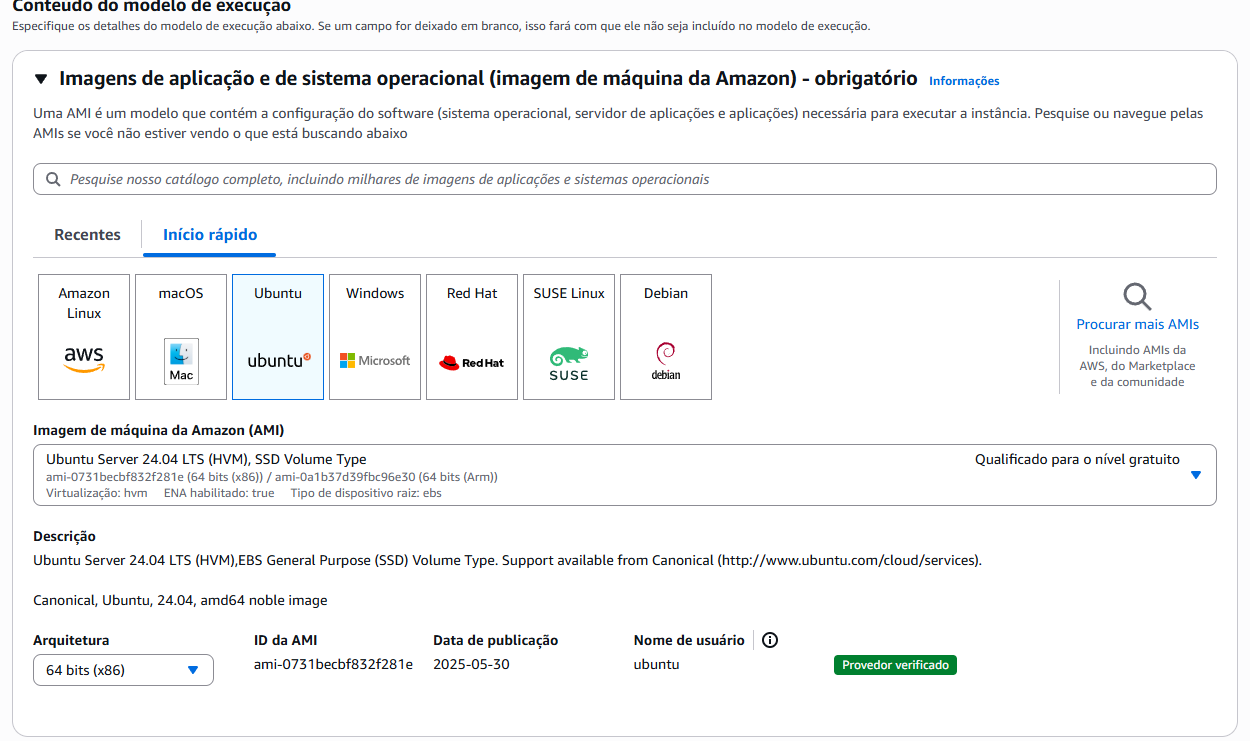 Conteúdo do modelo de execução
Especifique os detalhes do modelo de execução abaixo. Se um campo for deixado em branco, isso fará com que ele não seja incluído no modelo de execução.
Imagens de aplicação e de sistema operacional (imagem de máquina da Amazon) - obrigatório Informações
Uma AMI é um modelo que contém a configuração do software (sistema operacional, servidor de aplicações e aplicações) necessária para executar a instância. Pesquise ou navegue pelas
AMIs se você não estiver vendo o que está buscando abaixo
Pesquise nosso catálogo completo, incluindo milhares de imagens de aplicações e sistemas operacionais
Recentes
Início rápido
Amazon
Linux
aws
macOS
Mac
Ubuntu
ubuntu
Windows
Microsoft
Red Hat
Red Hat
SUSE Linux
SUSE
Debian
debian
Procurar mais AMIs
Incluindo AMIs da
AWS, do Marketplace
e da comunidade
Imagem de máquina da Amazon (AMI)
Ubuntu Server 24.04 LTS (HVM), SSD Volume Type
Qualificado para o nível gratuito
ami-0731becbf832f281e (64 bits (x86)) / ami-0a1b37d39fbc96e30 (64 bits (Arm))
Virtualização: hvm ENA habilitado: true Tipo de dispositivo raiz: ebs
Descrição
Ubuntu Server 24.04 LTS (HVM),EBS General Purpose (SSD) Volume Type. Support available from Canonical (http://www.ubuntu.com/cloud/services).
Canonical, Ubuntu, 24.04, amd64 noble image
Arquitetura
64 bits (x86)
ID da AMI
ami-0731becbf832f281e
Data de publicação
2025-05-30
Nome de usuário
ubuntu
Provedor verificado